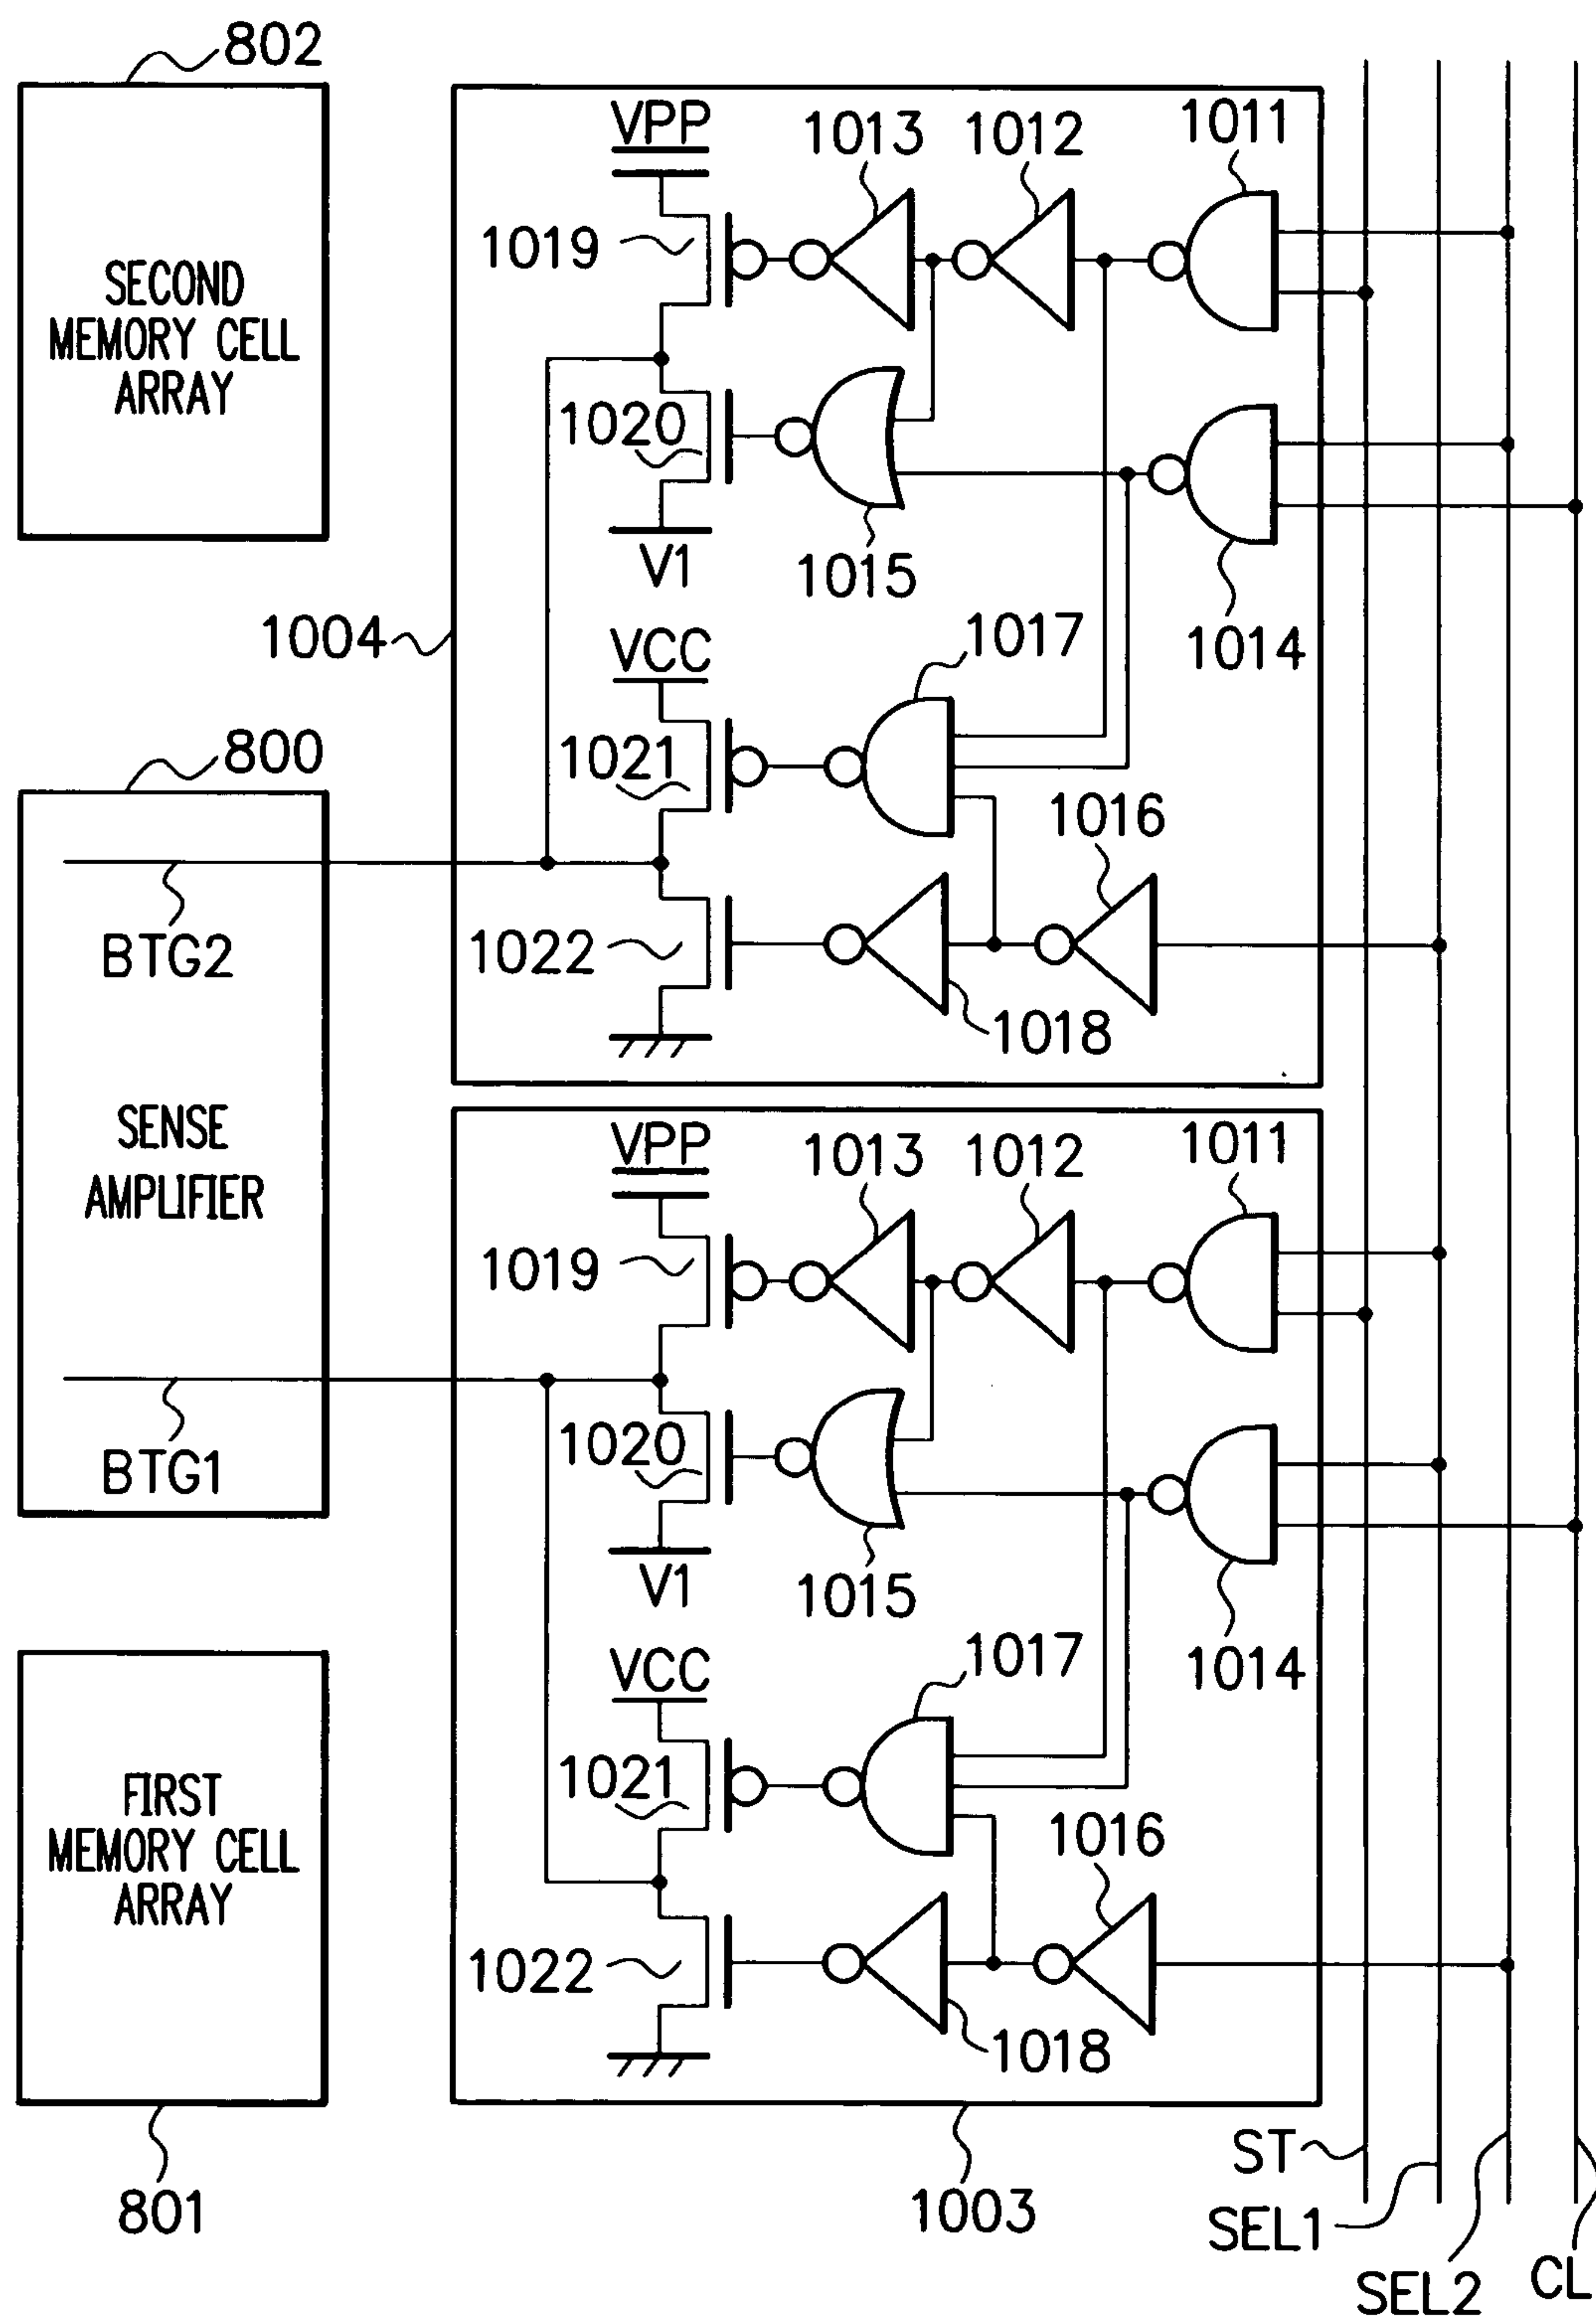 802
SECOND
MEMORY CELL
ARRAY
VPP
1013
1012
1011
1019
1020
V1
1015
1014
1004
VCC
1017
1021
1016
1022
1018
800
BTG2
SENSE
AMPLIFIER
BTG1
VPP
1013
1012
1011
1019
1020
V1
1015
1014
VCC
1017
1021
1016
1022
1018
FIRST
MEMORY CELL
ARRAY
801
1003
ST
SEL1
SEL2
CL